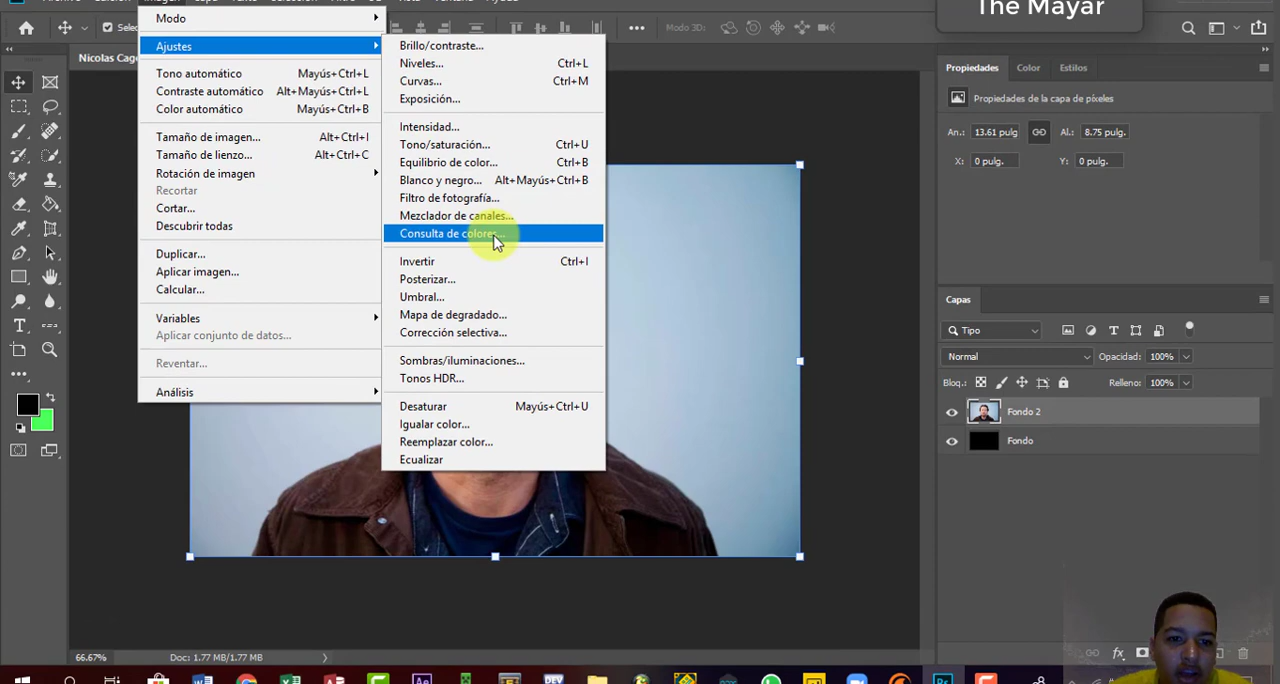 The Mayar
Modo
Ajustes
Tono automático Mayús+Ctrl+L
Contraste automático Alt+Mayús+Ctrl+L
Color automático Mayús+Ctrl+B
Tamaño de imagen... Alt+Ctrl+I
Tamaño de lienzo... Alt+Ctrl+C
Rotación de imagen
Recortar
Cortar...
Descubrir todas
Duplicar...
Aplicar imagen...
Calcular...
Variables
Aplicar conjunto de datos...
Reventar...
Análisis
Brillo/contraste...
Niveles... Ctrl+L
Curvas... Ctrl+M
Exposición...
Intensidad...
Tono/saturación... Ctrl+U
Equilibrio de color... Ctrl+B
Blanco y negro... Alt+Mayús+Ctrl+B
Filtro de fotografía...
Mezclador de canales...
Consulta de colores...
Invertir Ctrl+I
Posterizar...
Umbral...
Mapa de degradado...
Corrección selectiva...
Sombras/iluminaciones...
Tonos HDR...
Desaturar Mayús+Ctrl+U
Igualar color...
Reemplazar color...
Ecualizar
Modo 3D:
Nicolas
Propiedades Color Estilos
Propiedades de la capa de píxeles
An.: 13.61 pulg Al.: 8.75 pulg.
X: 0 pulg. Y: 0 pulg.
Capas
Tipo
Normal Opacidad: 100%
Bloq.: Relleno: 100%
Fondo 2
Fondo
66.67% Doc: 1.77 MB/1.77 MB
Ps